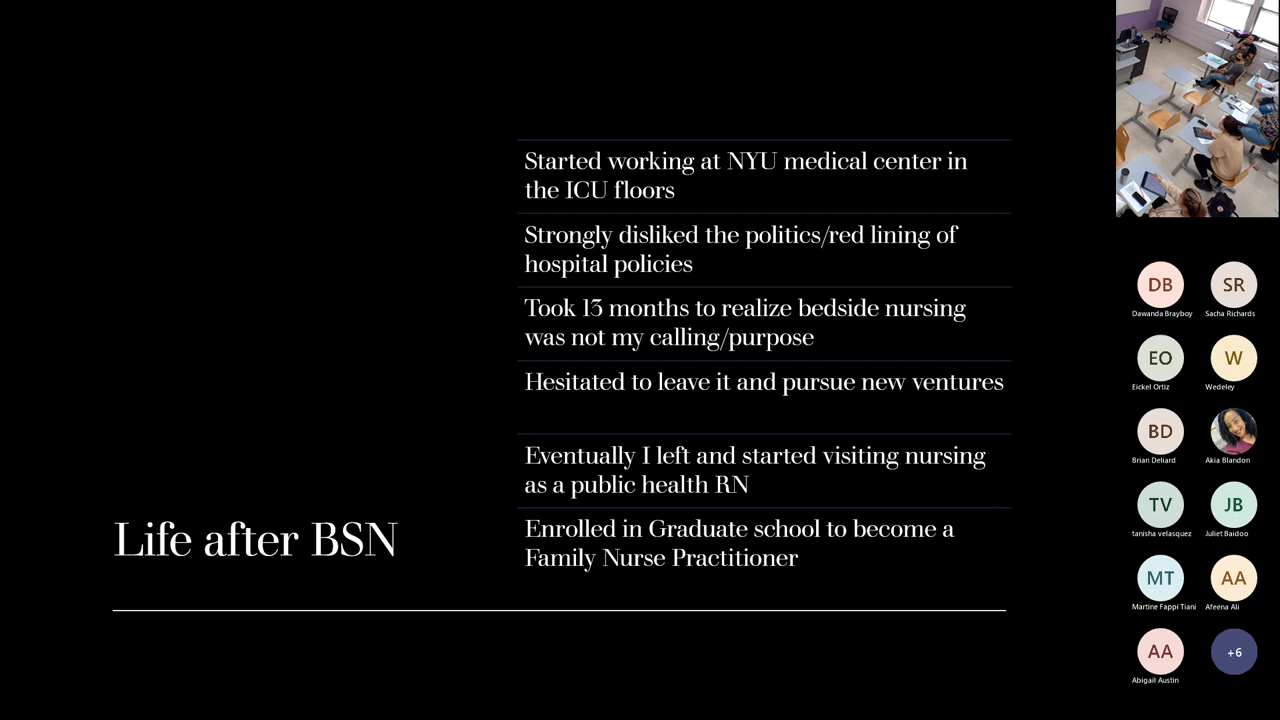 Started working at NYU medical center in
the ICU floors
Strongly disliked the politics/red lining of
hospital policies
Took 13 months to realize bedside nursing
was not my calling/purpose
Hesitated to leave it and pursue new ventures
Eventually I left and started visiting nursing
as a public health RN
Enrolled in Graduate school to become a
Family Nurse Practitioner
Life after BSN
DB
Dawanda Brayboy
SR
Sacha Richards
EO
Eickel Ortiz
W
Wedeley
BD
Brian Deliard
Akia Blandon
TV
tanisha velasquez
JB
Juliet Baidoo
MT
Martine Fappi Tiani
AA
Afeena Ali
AA
Abigail Austin
+6